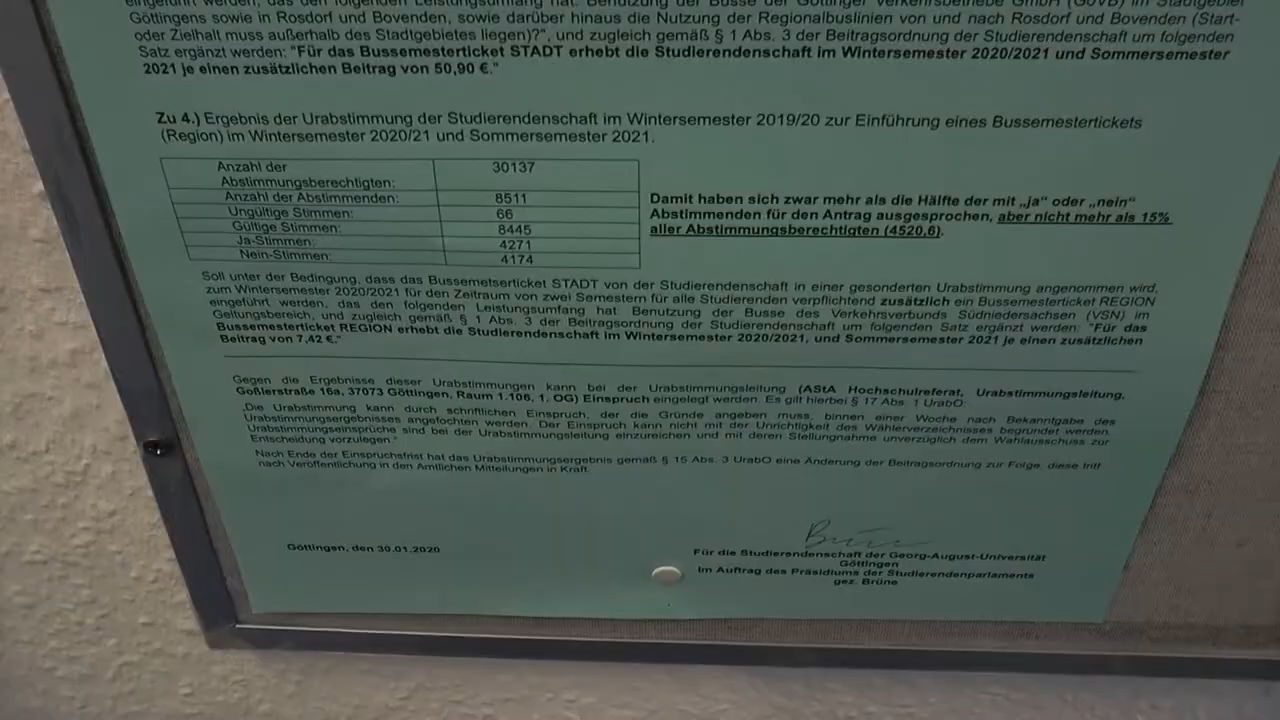 eingeführt werden, das den folgenden Leistungsumfang hat: Benutzung der Busse der Göttinger Verkehrsbetriebe GmbH (GöVB) im Stadtgebiet
Göttingens sowie in Rosdorf und Bovenden, sowie darüber hinaus die Nutzung der Regionalbuslinien von und nach Rosdorf und Bovenden (Start-
oder Zielhalt muss außerhalb des Stadtgebietes liegen)?", und zugleich gemäß § 1 Abs. 3 der Beitragsordnung der Studierendenschaft um folgenden
Satz ergänzt werden: "Für das Bussemesterticket STADT erhebt die Studierendenschaft im Wintersemester 2020/2021 und Sommersemester
2021 je einen zusätzlichen Beitrag von 50,90 €."
Zu 4.) Ergebnis der Urabstimmung der Studierendenschaft im Wintersemester 2019/20 zur Einführung eines Bussemestertickets
(Region) im Wintersemester 2020/21 und Sommersemester 2021.
Anzahl der Abstimmungsberechtigten: 30137
Anzahl der Abstimmenden: 8511
Ungültige Stimmen: 66
Gültige Stimmen: 8445
Ja-Stimmen: 4271
Nein-Stimmen: 4174
Damit haben sich zwar mehr als die Hälfte der mit „ja" oder „nein"
Abstimmenden für den Antrag ausgesprochen, aber nicht mehr als 15%
aller Abstimmungsberechtigten (4520,6).
Soll unter der Bedingung, dass das Bussemetserticket STADT von der Studierendenschaft in einer gesonderten Urabstimmung angenommen wird,
zum Wintersemester 2020/2021 für den Zeitraum von zwei Semestern für alle Studierenden verpflichtend zusätzlich ein Bussemesterticket REGION
eingeführt werden, das den folgenden Leistungsumfang hat: Benutzung der Busse des Verkehrsverbunds Südniedersachsen (VSN) im
Geltungsbereich, und zugleich gemäß § 1 Abs. 3 der Beitragsordnung der Studierendenschaft um folgenden Satz ergänzt werden: "Für das
Bussemesterticket REGION erhebt die Studierendenschaft im Wintersemester 2020/2021, und Sommersemester 2021 je einen zusätzlichen
Beitrag von 7,42 €."
Gegen die Ergebnisse dieser Urabstimmungen kann bei der Urabstimmungsleitung (AStA Hochschulreferat, Urabstimmungsleitung,
Goßlerstraße 16a, 37073 Göttingen, Raum 1.106, 1. OG) Einspruch eingelegt werden. Es gilt hierbei § 17 Abs. 1 UrabO:
„Die Urabstimmung kann durch schriftlichen Einspruch, der die Gründe angeben muss, binnen einer Woche nach Bekanntgabe des
Urabstimmungsergebnisses angefochten werden. Der Einspruch kann nicht mit der Unrichtigkeit des Wählerverzeichnisses begründet werden.
Urabstimmungseinsprüche sind bei der Urabstimmungsleitung einzureichen und mit deren Stellungnahme unverzüglich dem Wahlausschuss zur
Entscheidung vorzulegen."
Nach Ende der Einspruchsfrist hat das Urabstimmungsergebnis gemäß § 15 Abs. 3 UrabO eine Änderung der Beitragsordnung zur Folge, diese tritt
nach Veröffentlichung in den Amtlichen Mitteilungen in Kraft.
Göttingen, den 30.01.2020
Brüne
Für die Studierendenschaft der Georg-August-Universität
Göttingen
Im Auftrag des Präsidiums der Studierendenparlaments
gez. Brüne